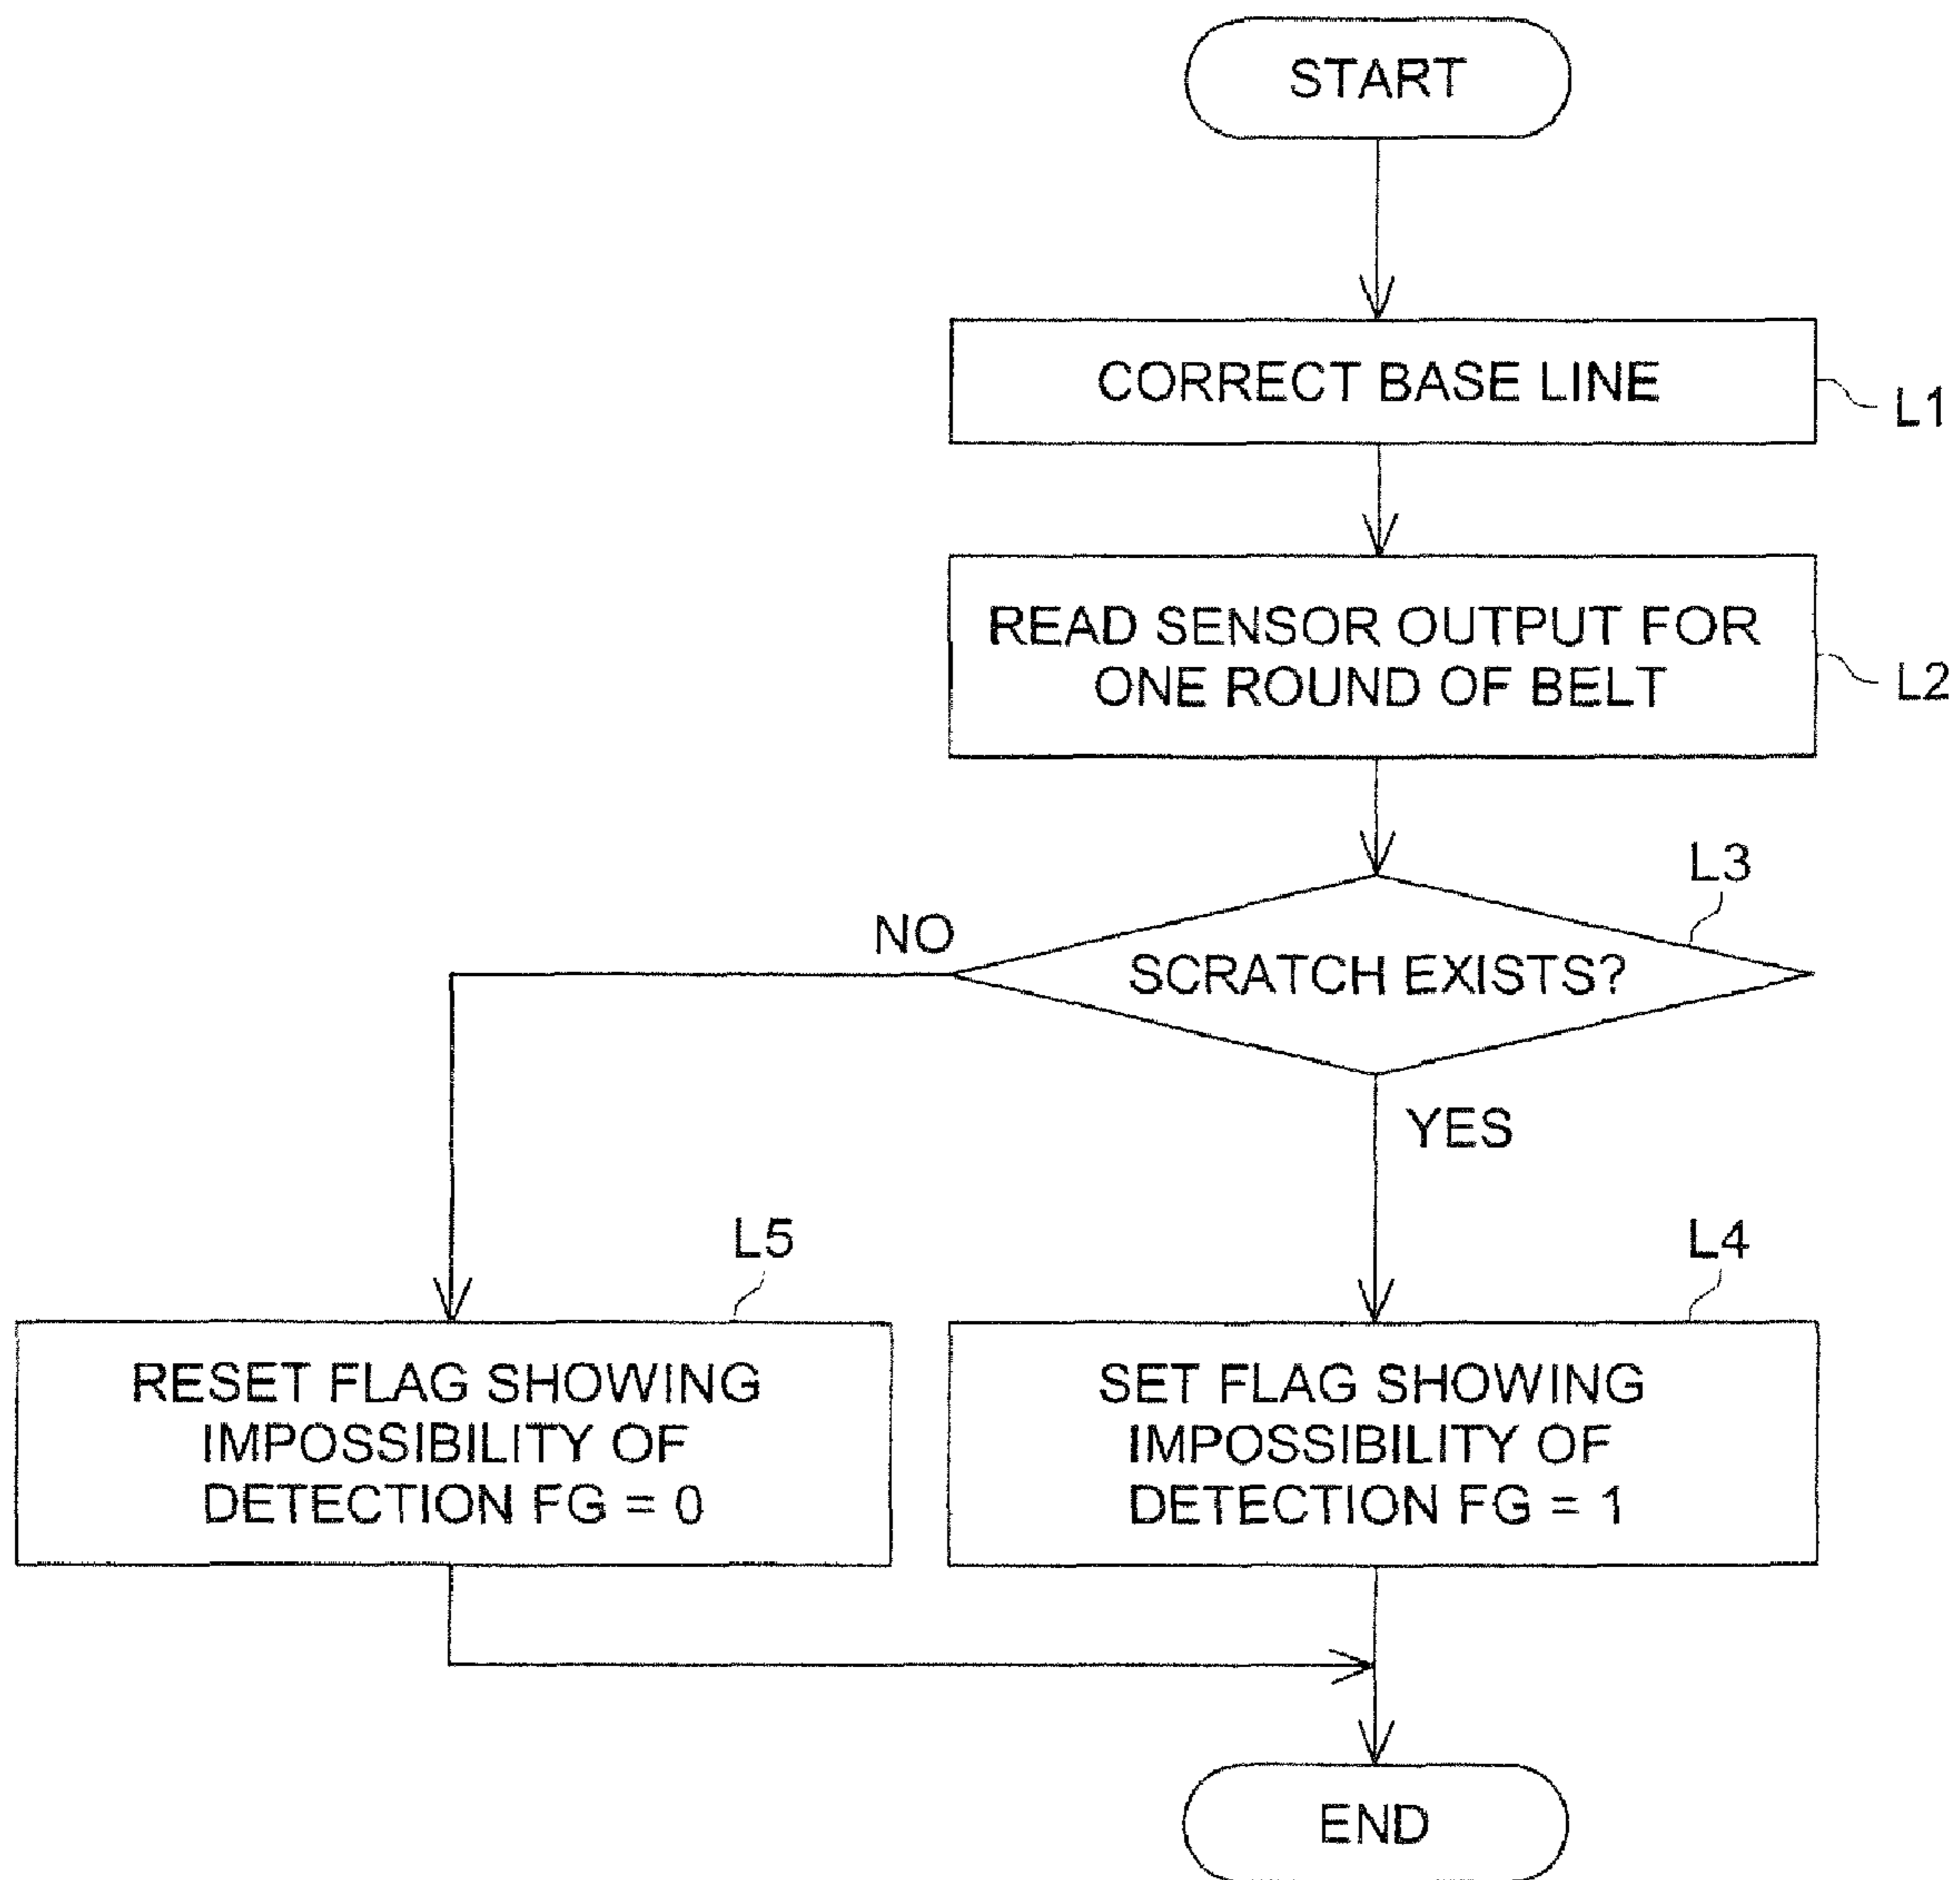 START
CORRECT BASE LINE
L1
READ SENSOR OUTPUT FOR
ONE ROUND OF BELT
L2
L3
NO
SCRATCH EXISTS?
YES
L5
L4
RESET FLAG SHOWING
IMPOSSIBILITY OF
DETECTION FG = 0
SET FLAG SHOWING
IMPOSSIBILITY OF
DETECTION FG = 1
END